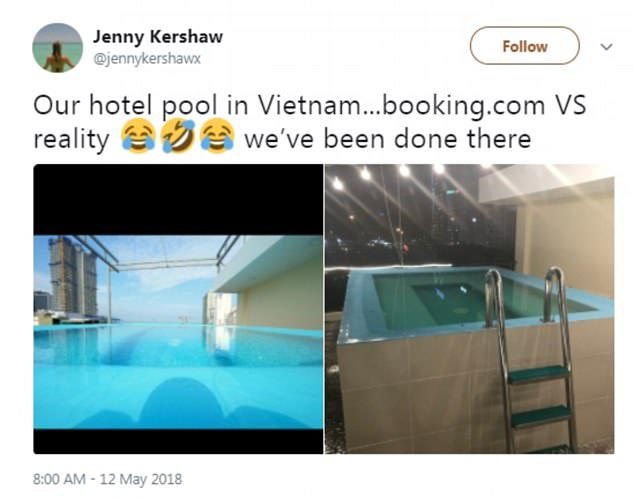 Jenny Kershaw
@jennykershawx
Follow
Our hotel pool in Vietnam...booking.com VS
reality 😂🤣😂 we've been done there
8:00 AM - 12 May 2018